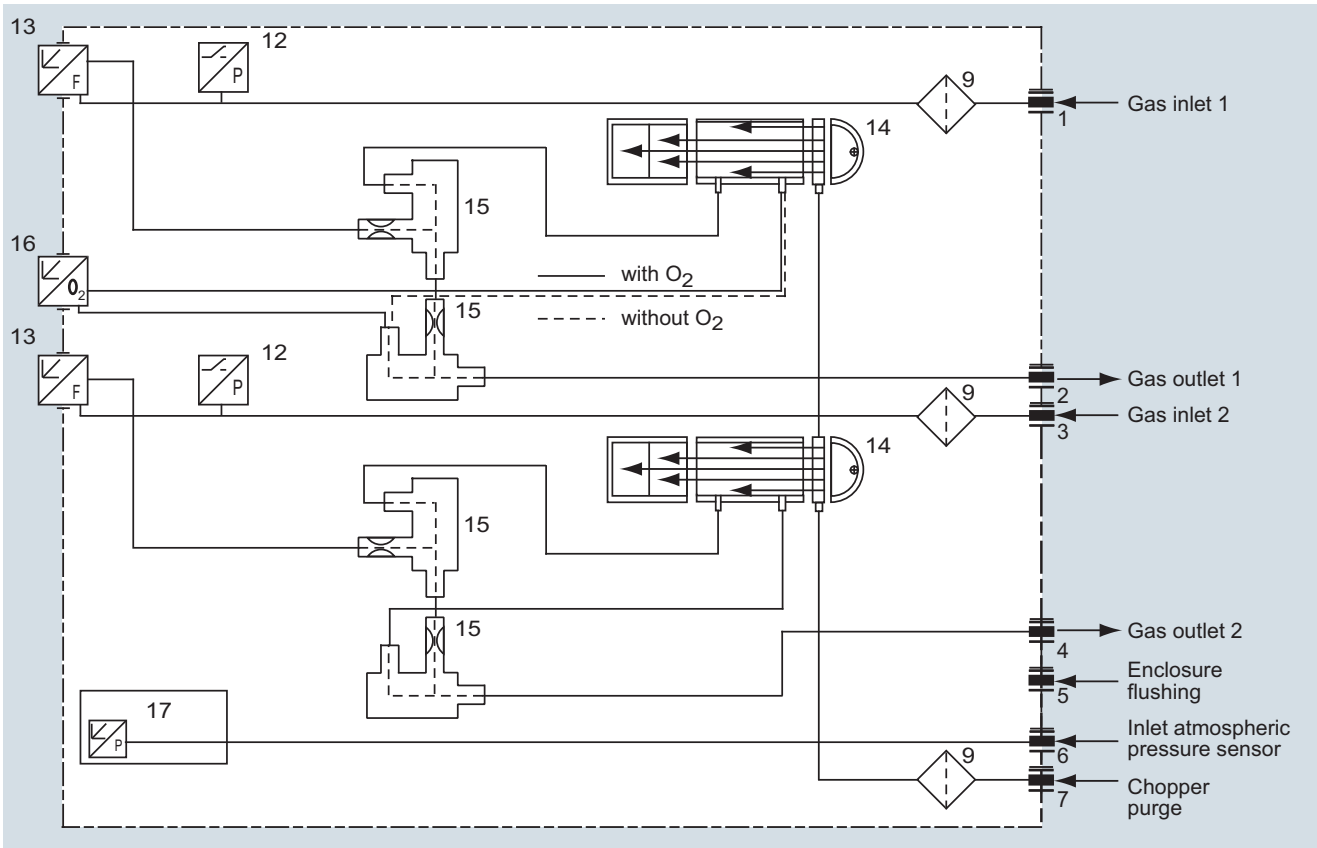 13
12
F
P
9
Gas inlet 1
1
14
15
16
O2
with O2
15
without O2
13
12
F
P
9
2
Gas outlet 1
Gas inlet 2
3
14
15
15
Gas outlet 2
4
Enclosure
flushing
5
17
P
Inlet atmospheric
pressure sensor
6
9
Chopper
purge
7